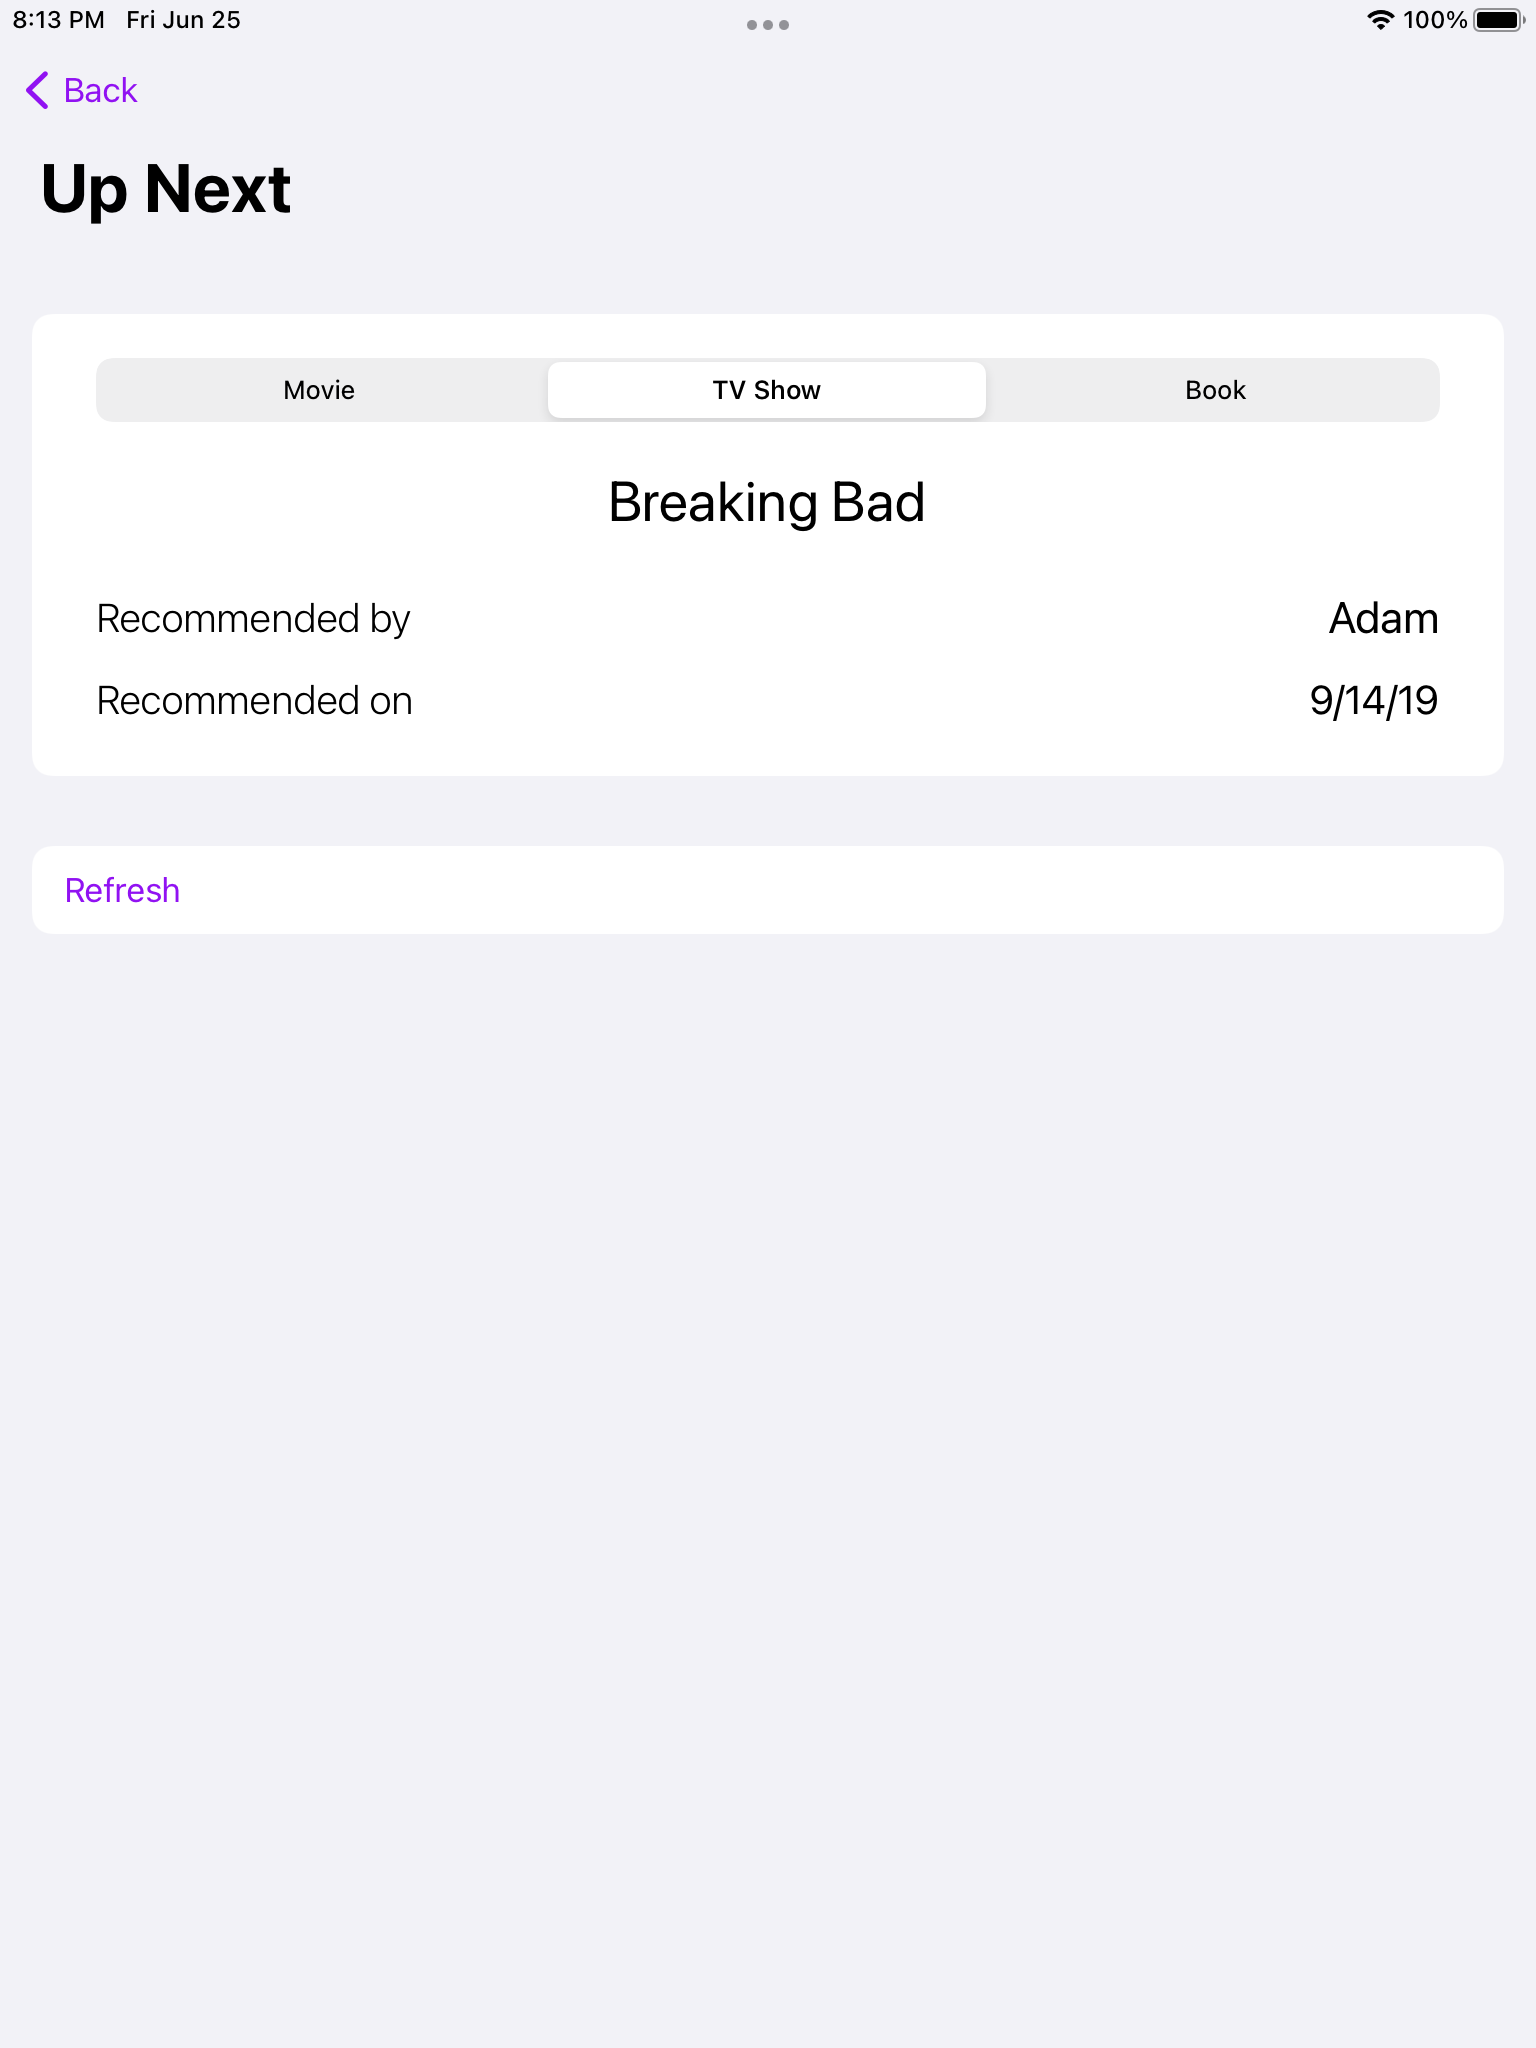 8:13 PM Fri Jun 25 100%
Back
Up Next
Movie TV Show Book
Breaking Bad
Recommended by Adam
Recommended on 9/14/19
Refresh